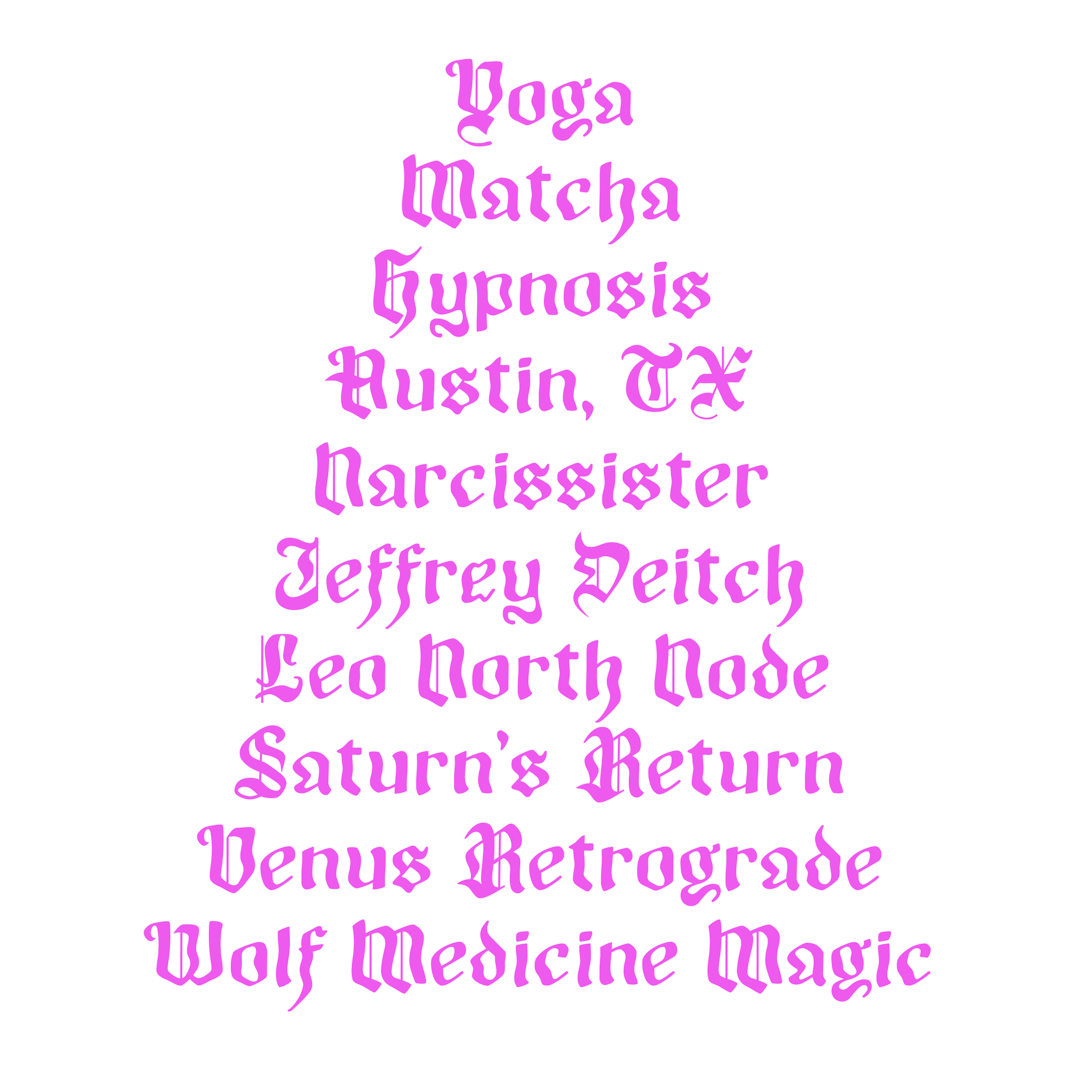 Yoga
Matcha
Hypnosis
Austin, TX
Narcissister
Jeffrey Deitch
Leo North Node
Saturn’s Return
Venus Retrograde
Wolf Medicine Magic